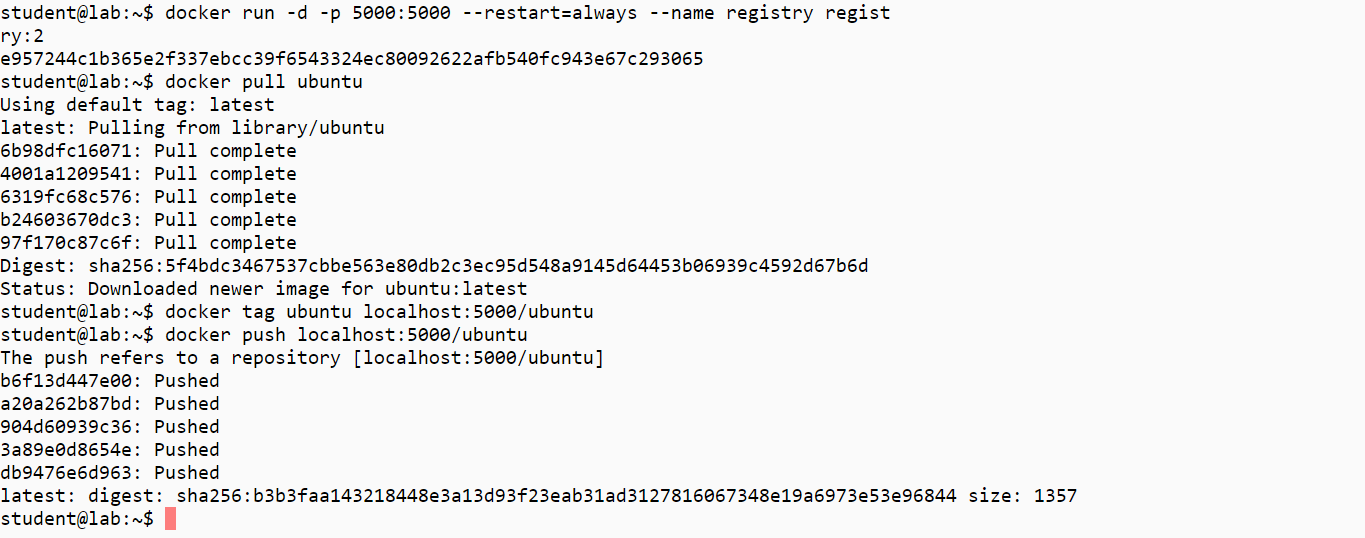 student@lab:~$ docker run -d -p 5000:5000 --restart=always --name registry regist
ry:2
e957244c1b365e2f337ebcc39f6543324ec80092622afb540fc943e67c293065
student@lab:~$ docker pull ubuntu
Using default tag: latest
latest: Pulling from library/ubuntu
6b98dfc16071: Pull complete
4001a1209541: Pull complete
6319fc68c576: Pull complete
b24603670dc3: Pull complete
97f170c87c6f: Pull complete
Digest: sha256:5f4bdc3467537cbbe563e80db2c3ec95d548a9145d64453b06939c4592d67b6d
Status: Downloaded newer image for ubuntu:latest
student@lab:~$ docker tag ubuntu localhost:5000/ubuntu
student@lab:~$ docker push localhost:5000/ubuntu
The push refers to a repository [localhost:5000/ubuntu]
b6f13d447e00: Pushed
a20a262b87bd: Pushed
904d60939c36: Pushed
3a89e0d8654e: Pushed
db9476e6d963: Pushed
latest: digest: sha256:b3b3faa143218448e3a13d93f23eab31ad3127816067348e19a6973e53e96844 size: 1357
student@lab:~$